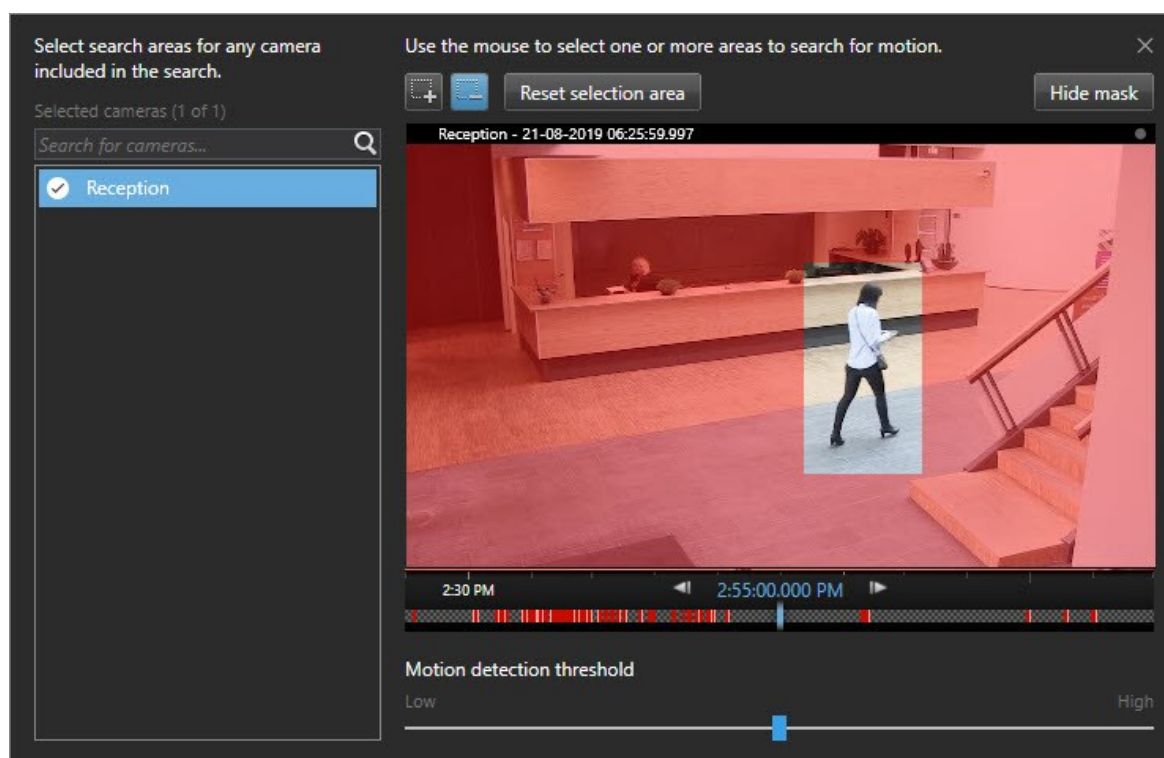 Select search areas for any camera
included in the search.
Selected cameras (1 of 1)
Search for cameras...
Reception
Use the mouse to select one or more areas to search for motion.
Reset selection area
Hide mask
Reception - 21-08-2019 06:25:59.997
2:30 PM
2:55:00.000 PM
Motion detection threshold
Low
High